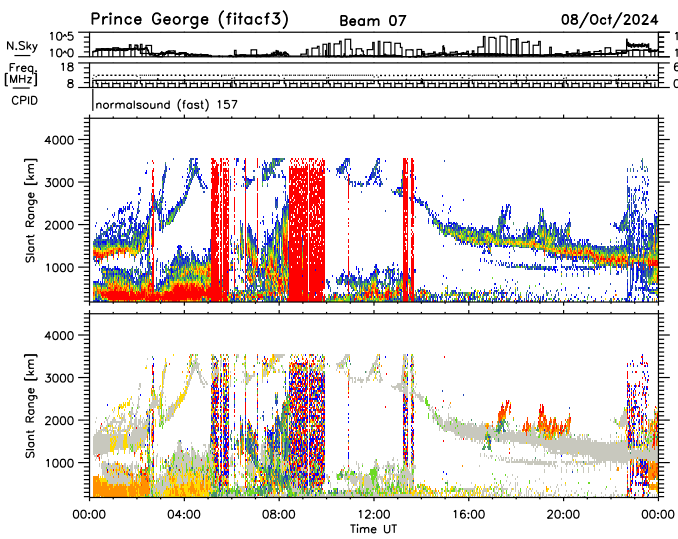 Prince George (fitacf3) Beam 07 08/Oct/2024
N.Sky 10^5 10^0
Freq. [MHz] 18 8
CPID normalsound (fast) 157
Slant Range [km] 4000 3000 2000 1000
Slant Range [km] 4000 3000 2000 1000
00:00 04:00 08:00 12:00 16:00 20:00 00:00
Time UT